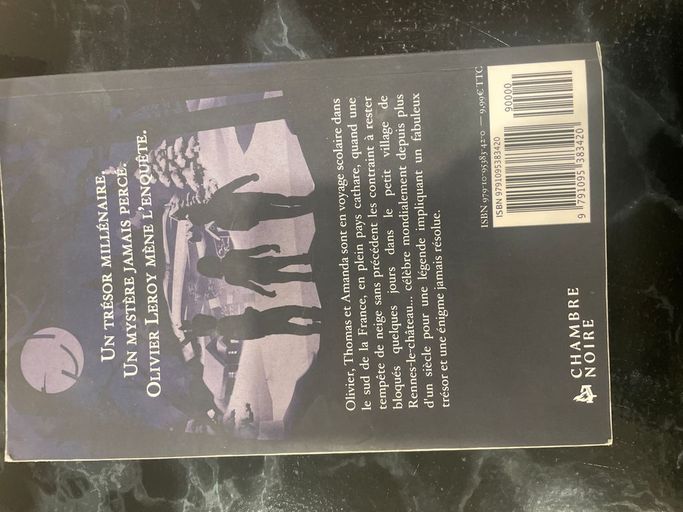 UN TRÉSOR MILLÉNAIRE,
UN MYSTÈRE JAMAIS PERCÉ.
OLIVIER LEROY MÈNE L'ENQUÊTE.
Olivier, Thomas et Amanda sont en voyage scolaire dans
le sud de la France, en plein pays cathare, quand une
tempête de neige sans précédent les contraint à rester
bloqués quelques jours dans le petit village de
Rennes-le-château... célèbre mondialement depuis plus
d'un siècle pour une légende impliquant un fabuleux
trésor et une énigme jamais résolue.
CHAMBRE
NOIRE
ISBN 979-10-95383-42-0 — 9,99€ TTC
ISBN 9791095383420
90000
9 791095 383420